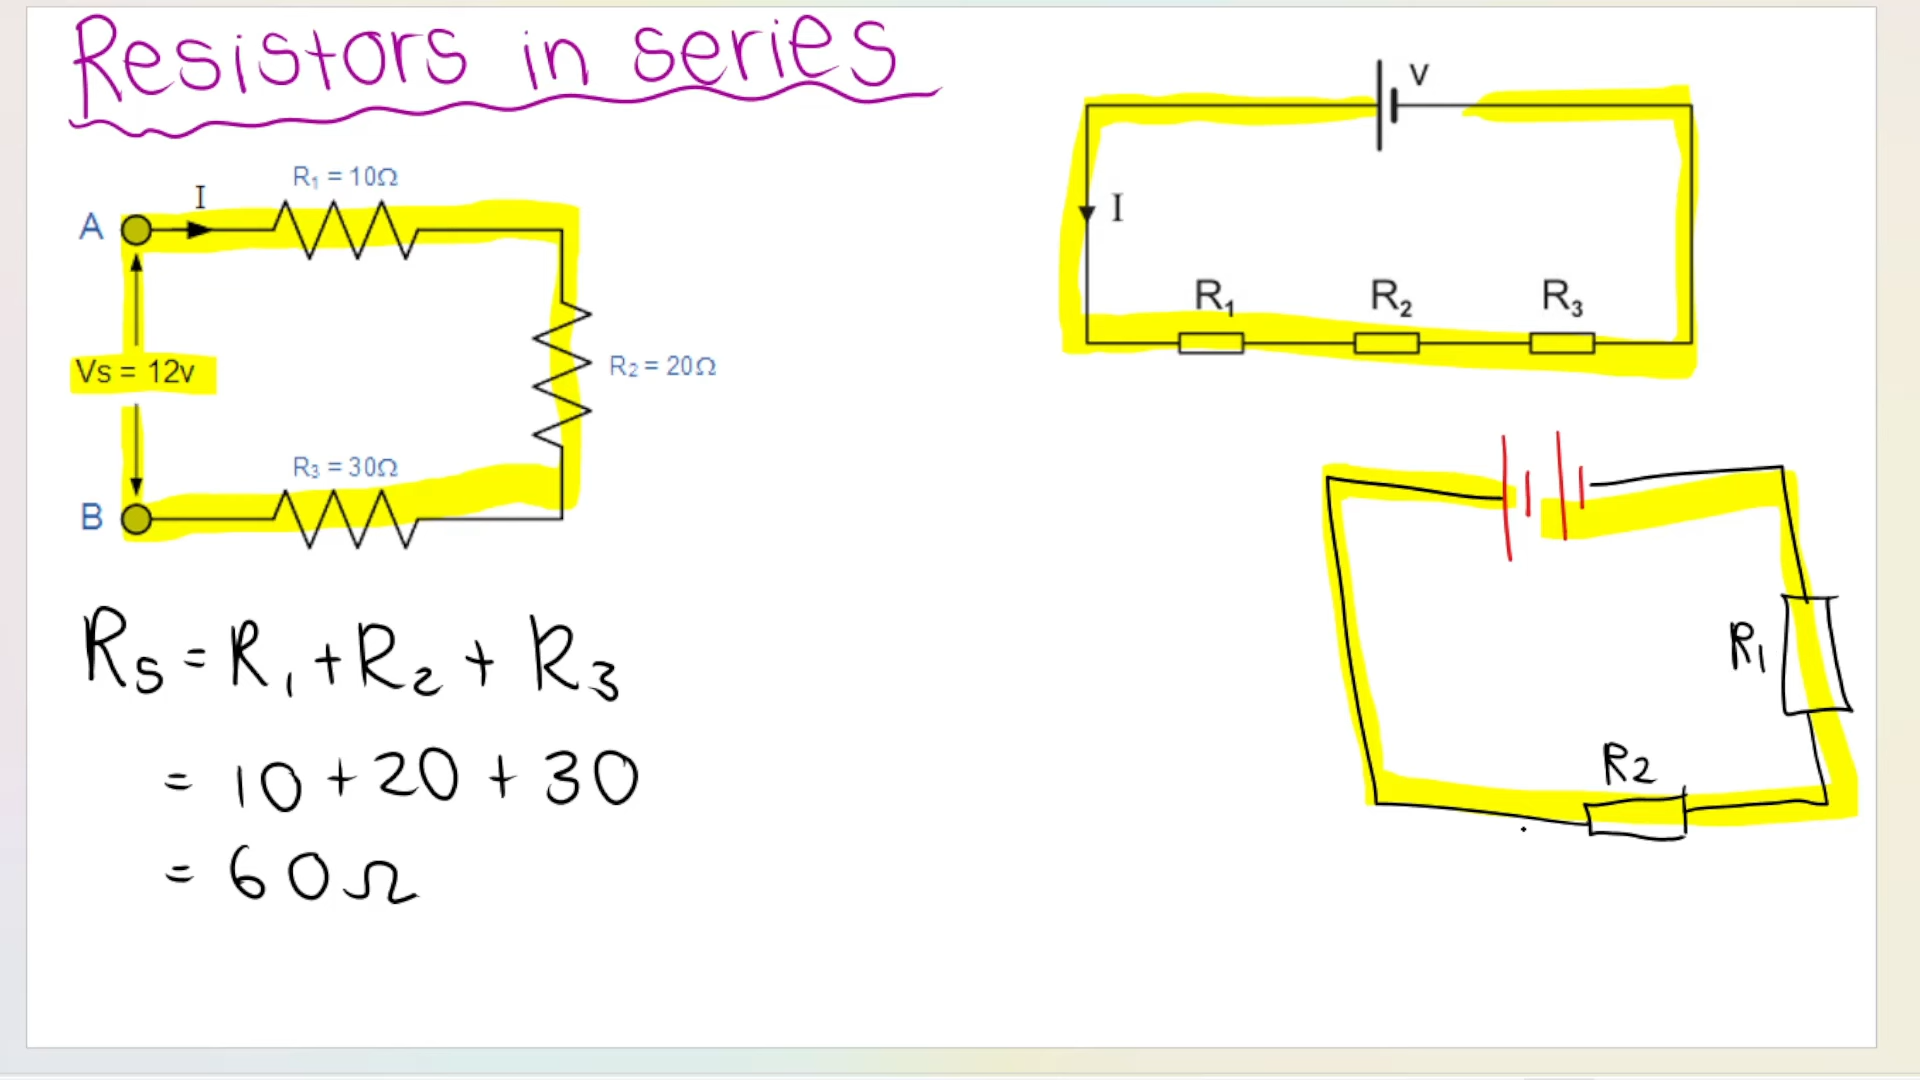 Resistors in series
R₁ = 10Ω
I
A
Vs = 12v
R₂ = 20Ω
R₃ = 30Ω
B
Rs = R₁ + R₂ + R₃
= 10 + 20 + 30
= 60Ω
V
I
R₁ R₂ R₃
R₁
R2